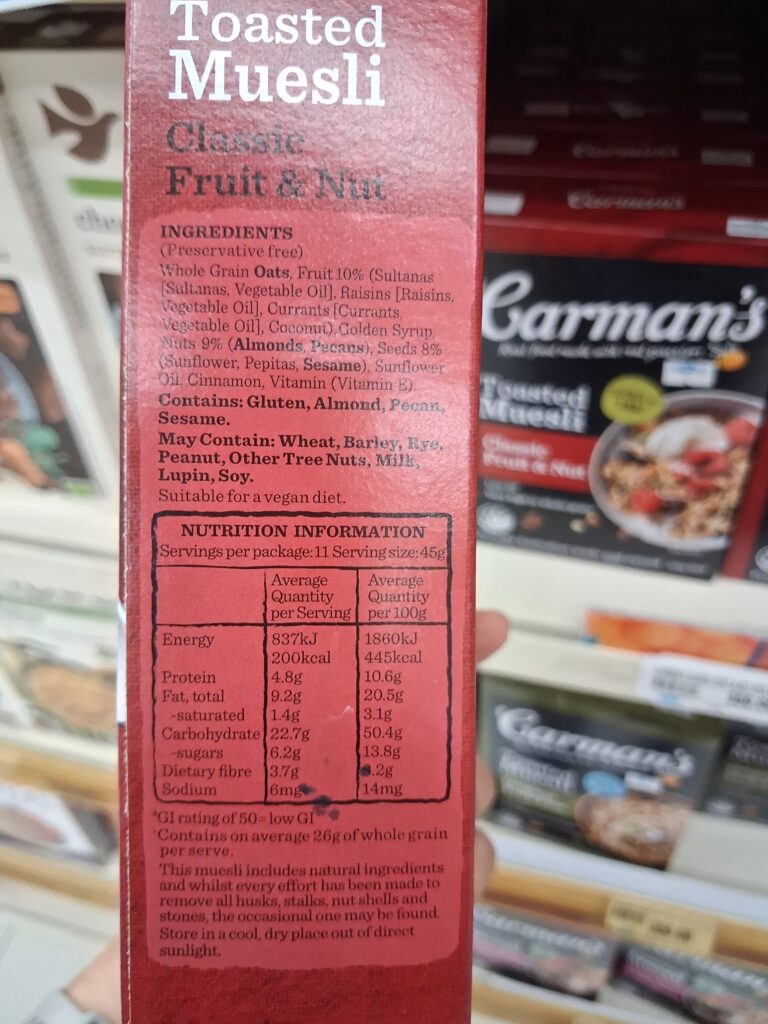 Toasted
Muesli
Classic
Fruit & Nut
INGREDIENTS
(Preservative free)
Whole Grain Oats, Fruit 10% (Sultanas
[Sultanas, Vegetable Oil], Raisins [Raisins,
Vegetable Oil], Currants [Currants,
Vegetable Oil], Coconut), Golden Syrup,
Nuts 9% (Almonds, Pecans), Seeds 8%
(Sunflower, Pepitas, Sesame), Sunflower
Oil, Cinnamon, Vitamin (Vitamin E).
Contains: Gluten, Almond, Pecan,
Sesame.
May Contain: Wheat, Barley, Rye,
Peanut, Other Tree Nuts, Milk,
Lupin, Soy.
Suitable for a vegan diet.
NUTRITION INFORMATION
Servings per package: 11 Serving size: 45g
Average Quantity per Serving Average Quantity per 100g
Energy 837kJ 1860kJ
200kcal 445kcal
Protein 4.8g 10.6g
Fat, total 9.2g 20.5g
-saturated 1.4g 3.1g
Carbohydrate 22.7g 50.4g
-sugars 6.2g 13.8g
Dietary fibre 3.7g .2g
Sodium 6mg 14mg
*GI rating of 50= low GI
Contains on average 26g of whole grain
per serve.
This muesli includes natural ingredients
and whilst every effort has been made to
remove all husks, stalks, nut shells and
stones, the occasional one may be found.
Store in a cool, dry place out of direct
sunlight.
Carman's
Carman's
Carman's
Toasted
Muesli
Classic
Fruit & Nut
Carman's
Carman's